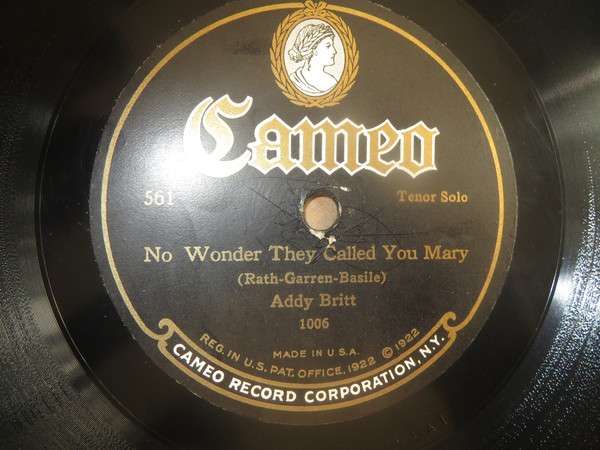 Cameo
561 Tenor Solo
No Wonder They Called You Mary
(Rath-Garren-Basile)
Addy Britt
1006
MADE IN U.S.A.
REG. IN U.S. PAT. OFFICE, 1922 © 1922
CAMEO RECORD CORPORATION, N.Y.